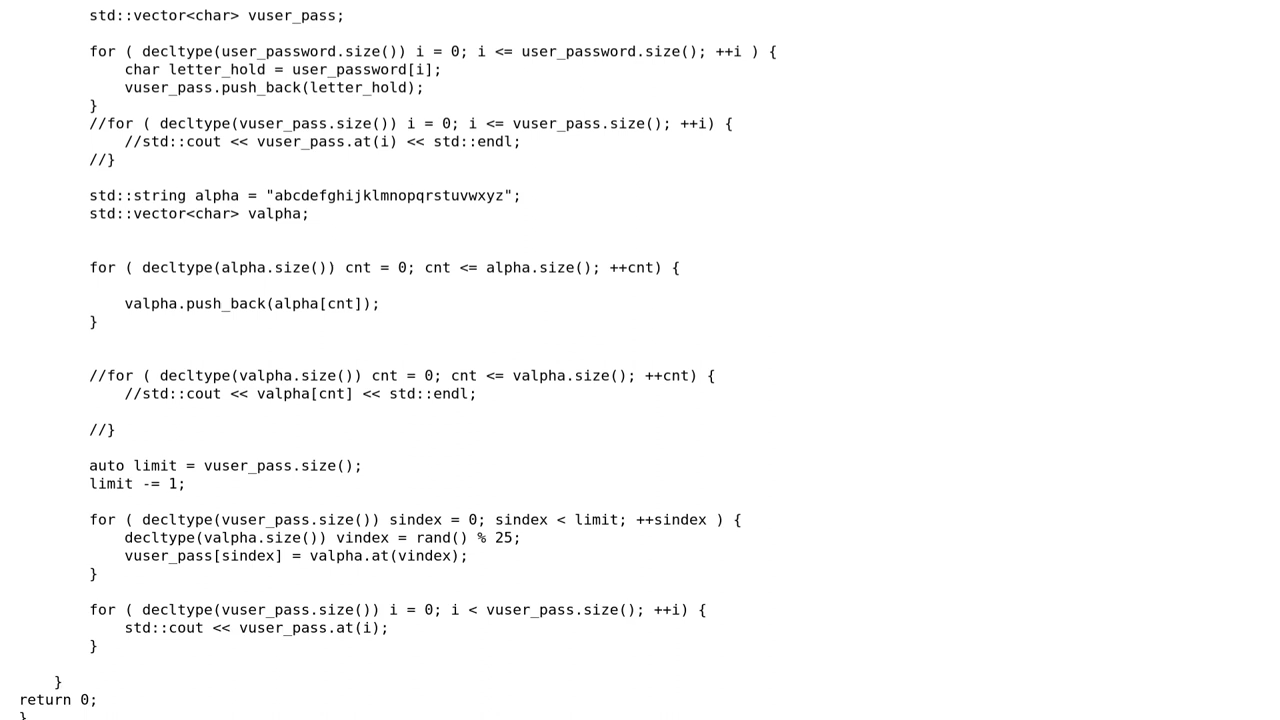 std::vector<char> vuser_pass;
for ( decltype(user_password.size()) i = 0; i <= user_password.size(); ++i ) {
char letter_hold = user_password[i];
vuser_pass.push_back(letter_hold);
}
//for ( decltype(vuser_pass.size()) i = 0; i <= vuser_pass.size(); ++i) {
//std::cout << vuser_pass.at(i) << std::endl;
//}
std::string alpha = "abcdefghijklmnopqrstuvwxyz";
std::vector<char> valpha;
for ( decltype(alpha.size()) cnt = 0; cnt <= alpha.size(); ++cnt) {
valpha.push_back(alpha[cnt]);
}
//for ( decltype(valpha.size()) cnt = 0; cnt <= valpha.size(); ++cnt) {
//std::cout << valpha[cnt] << std::endl;
//}
auto limit = vuser_pass.size();
limit -= 1;
for ( decltype(vuser_pass.size()) sindex = 0; sindex < limit; ++sindex ) {
decltype(valpha.size()) vindex = rand() % 25;
vuser_pass[sindex] = valpha.at(vindex);
}
for ( decltype(vuser_pass.size()) i = 0; i < vuser_pass.size(); ++i) {
std::cout << vuser_pass.at(i);
}
}
return 0;
}